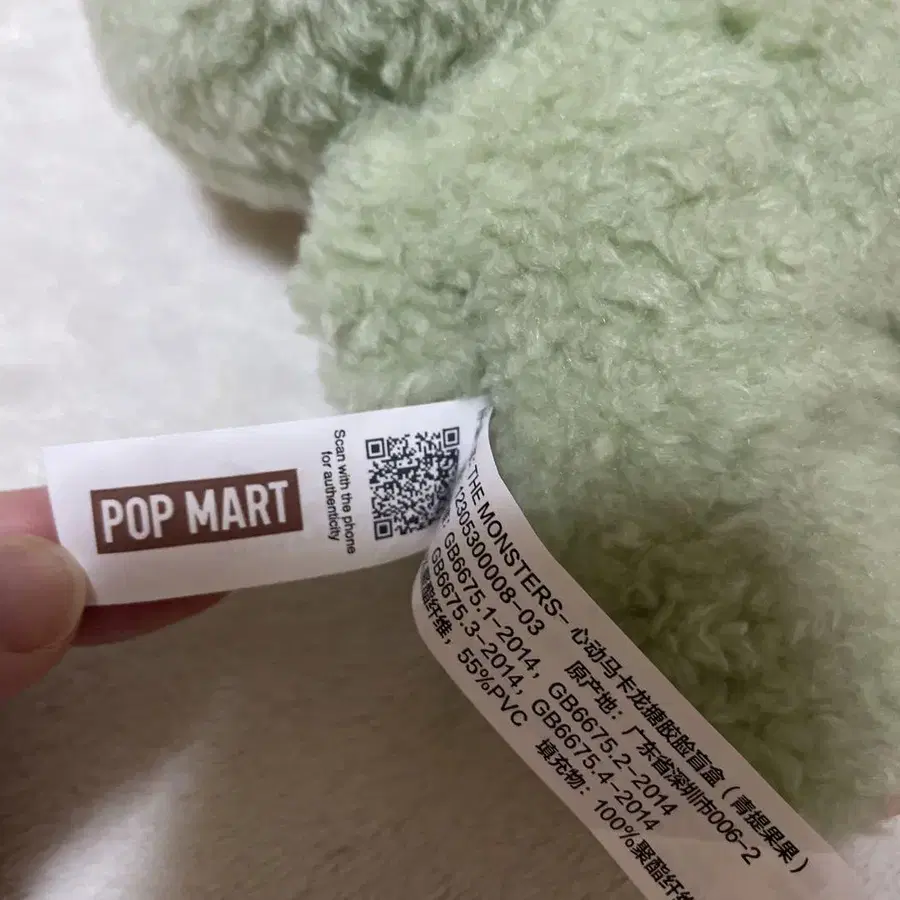 POP MART
Scan with the phone
for authenticity
THE MONSTERS- 心动马卡龙搪胶脸盲盒 (青提果果)
12305300008-03 原产地: 广东省深圳市006-2
GB6675.1-2014, GB6675.2-2014
GB6675.3-2014, GB6675.4-2014
聚酯纤维, 55%PVC 填充物: 100%聚酯纤维